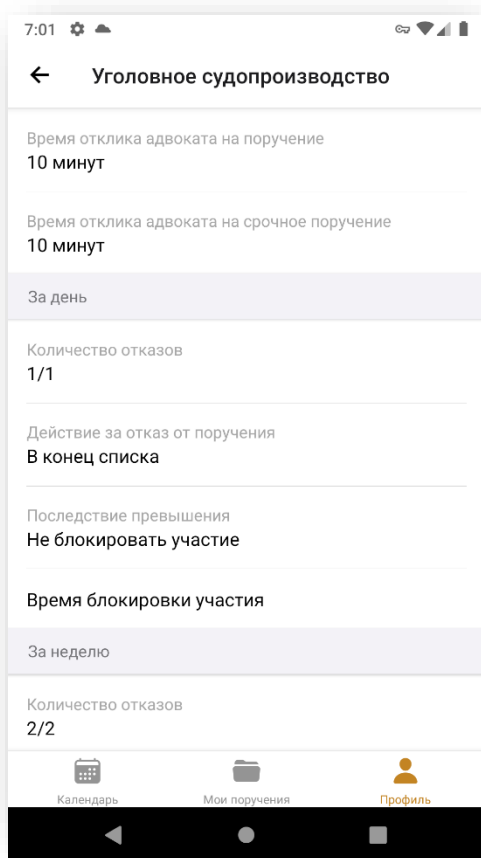 7:01
Уголовное судопроизводство
Время отклика адвоката на поручение
10 минут
Время отклика адвоката на срочное поручение
10 минут
За день
Количество отказов
1/1
Действие за отказ от поручения
В конец списка
Последствие превышения
Не блокировать участие
Время блокировки участия
За неделю
Количество отказов
2/2
Календарь Мои поручения Профиль